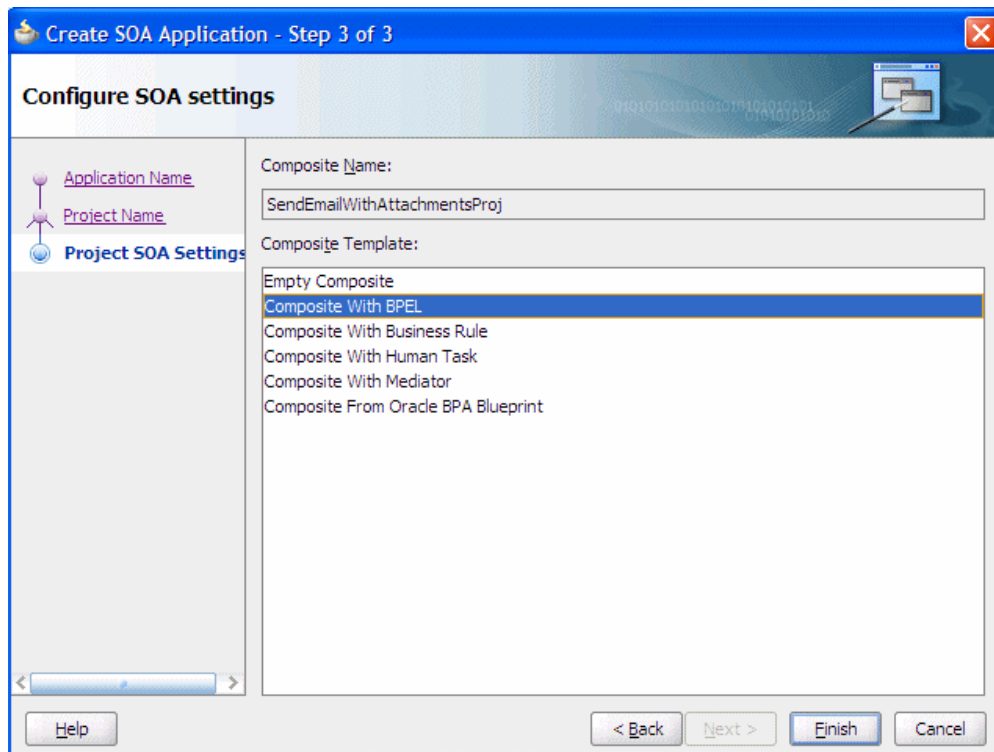 Create SOA Application - Step 3 of 3
Configure SOA settings
Application Name
Project Name
Project SOA Settings
Composite Name:
SendEmailWithAttachmentsProj
Composite Template:
Empty Composite
Composite With BPEL
Composite With Business Rule
Composite With Human Task
Composite With Mediator
Composite From Oracle BPA Blueprint
Help
< Back
Next >
Finish
Cancel